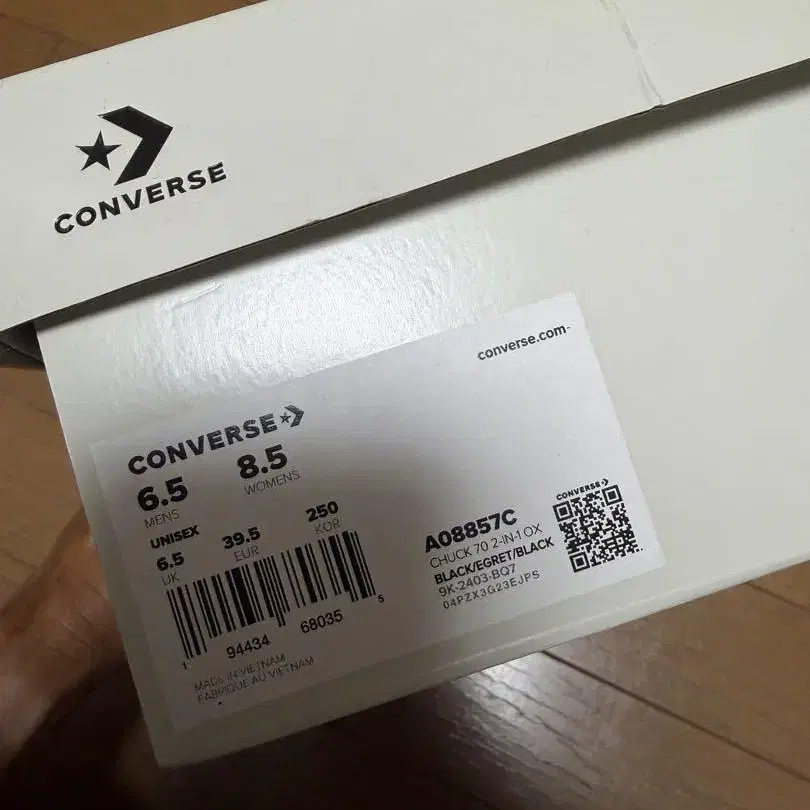 CONVERSE
converse.com
CONVERSE
6.5 8.5
MENS WOMENS
UNISEX
6.5 39.5 250
UK EUR KOR
1 94434 68035 5
MADE IN VIETNAM
FABRIQUE AU VIETNAM
CONVERSE
A08857C
CHUCK 70 2-IN-1 OX
BLACK/EGRET/BLACK
9K-2403-BQ7
04PZX3G23EJPS